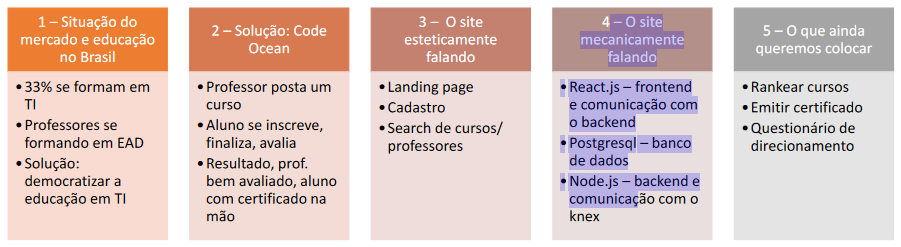 1 – Situação do
mercado e educação
no Brasil
• 33% se formam em
TI
• Professores se
formando em EAD
• Solução:
democratizar a
educação em TI
2 – Solução: Code
Ocean
• Professor posta um
curso
• Aluno se inscreve,
finaliza, avalia
• Resultado, prof.
bem avaliado, aluno
com certificado na
mão
3 – O site
esteticamente
falando
• Landing page
• Cadastro
• Search de cursos/
professores
4 – O site
mecanicamente
falando
• React.js – frontend
e comunicação com
o backend
• Postgresql – banco
de dados
• Node.js – backend e
comunicação com o
knex
5 – O que ainda
queremos colocar
• Rankear cursos
• Emitir certificado
• Questionário de
direcionamento